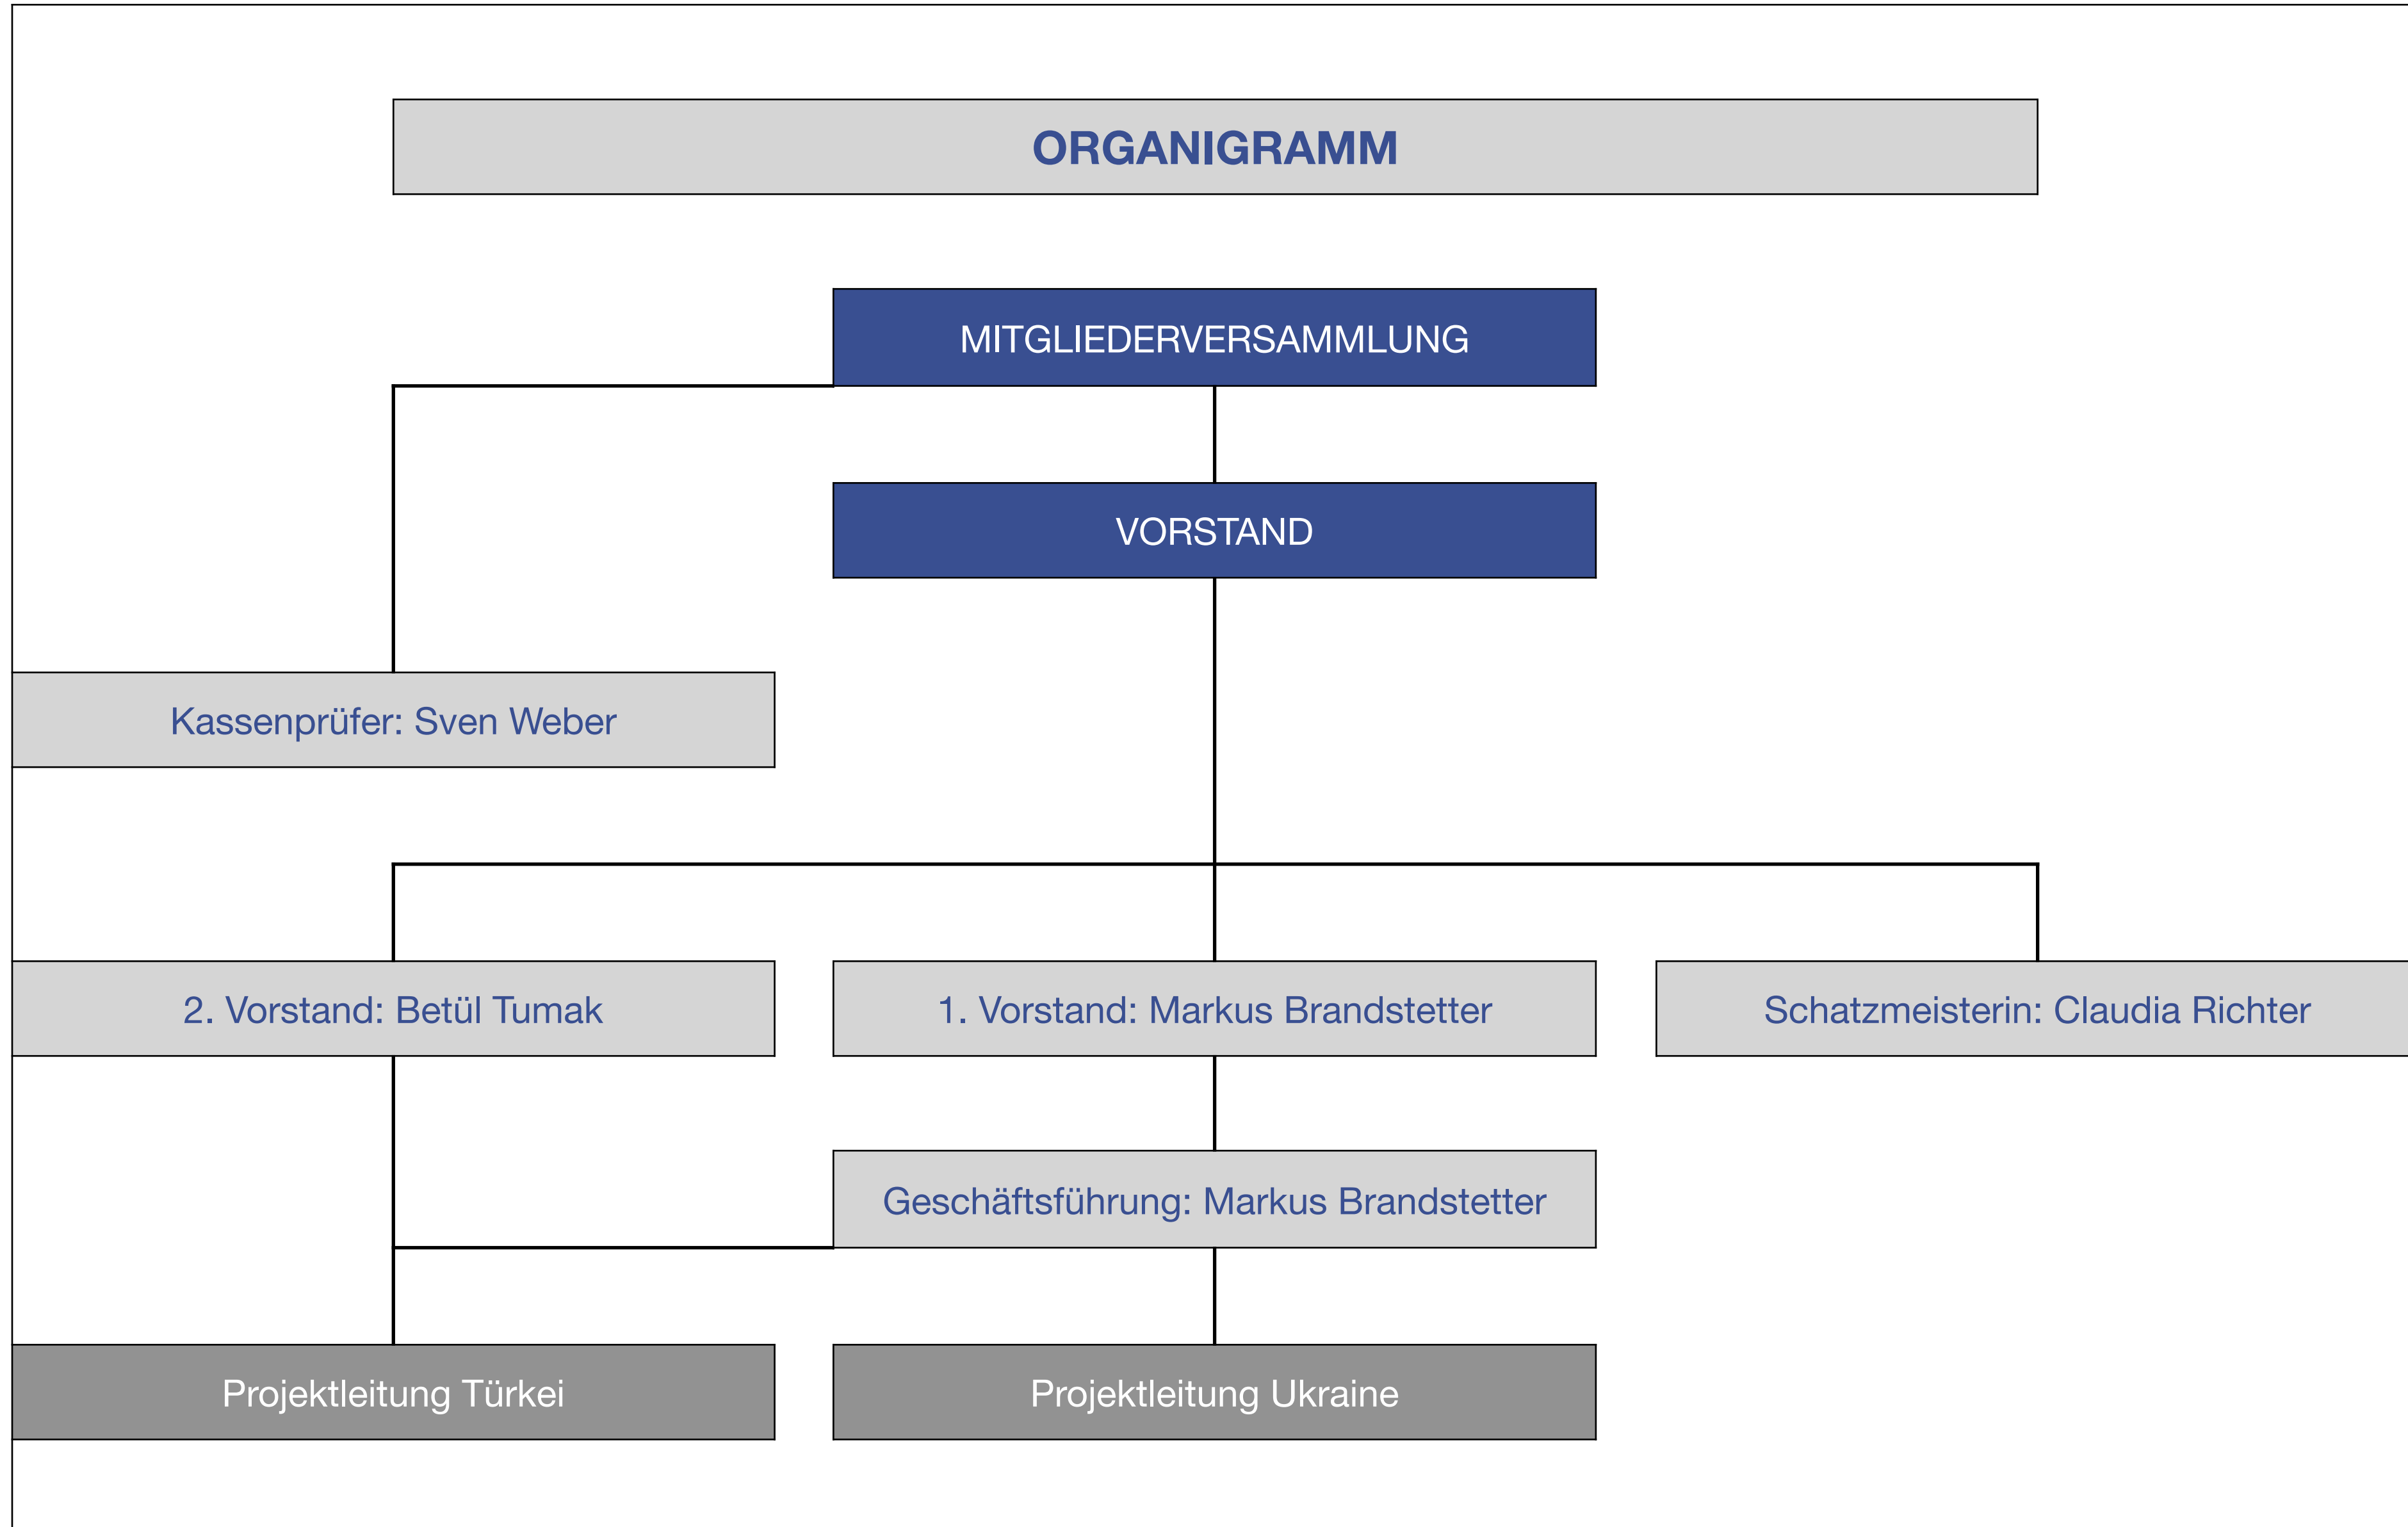 ORGANIGRAMM
MITGLIEDERVERSAMMLUNG
VORSTAND
Kassenprüfer: Sven Weber
2. Vorstand: Betül Tumak
1. Vorstand: Markus Brandstetter
Schatzmeisterin: Claudia Richter
Geschäftsführung: Markus Brandstetter
Projektleitung Türkei
Projektleitung Ukraine